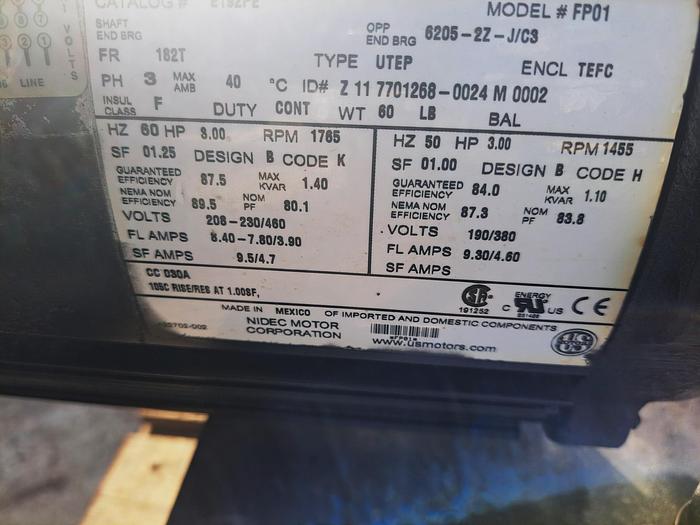 CATALOG # E182PE
MODEL # FP01
SHAFT END BRG
OPP END BRG 6205-2Z-J/C3
FR 182T TYPE UTEP ENCL TEFC
PH 3 MAX AMB 40 °C ID# Z 11 7701268-0024 M 0002
INSUL CLASS F DUTY CONT WT 60 LB BAL
HZ 60 HP 3.00 RPM 1765
SF 01.25 DESIGN B CODE K
GUARANTEED EFFICIENCY 87.5 MAX KVAR 1.40
NEMA NOM EFFICIENCY 89.5 NOM PF 80.1
VOLTS 208-230/460
FL AMPS 8.40-7.80/3.90
SF AMPS 9.5/4.7
HZ 50 HP 3.00 RPM 1455
SF 01.00 DESIGN B CODE H
GUARANTEED EFFICIENCY 84.0 MAX KVAR 1.10
NEMA NOM EFFICIENCY 87.3 NOM PF 83.8
VOLTS 190/380
FL AMPS 9.30/4.60
SF AMPS
CC 030A
105C RISE/RES AT 1.00SF,
191252 C ENERGY US CE
MADE IN MEXICO OF IMPORTED AND DOMESTIC COMPONENTS
NIDEC MOTOR CORPORATION
*FP01*
www.usmotors.com
VOLTS
LINE